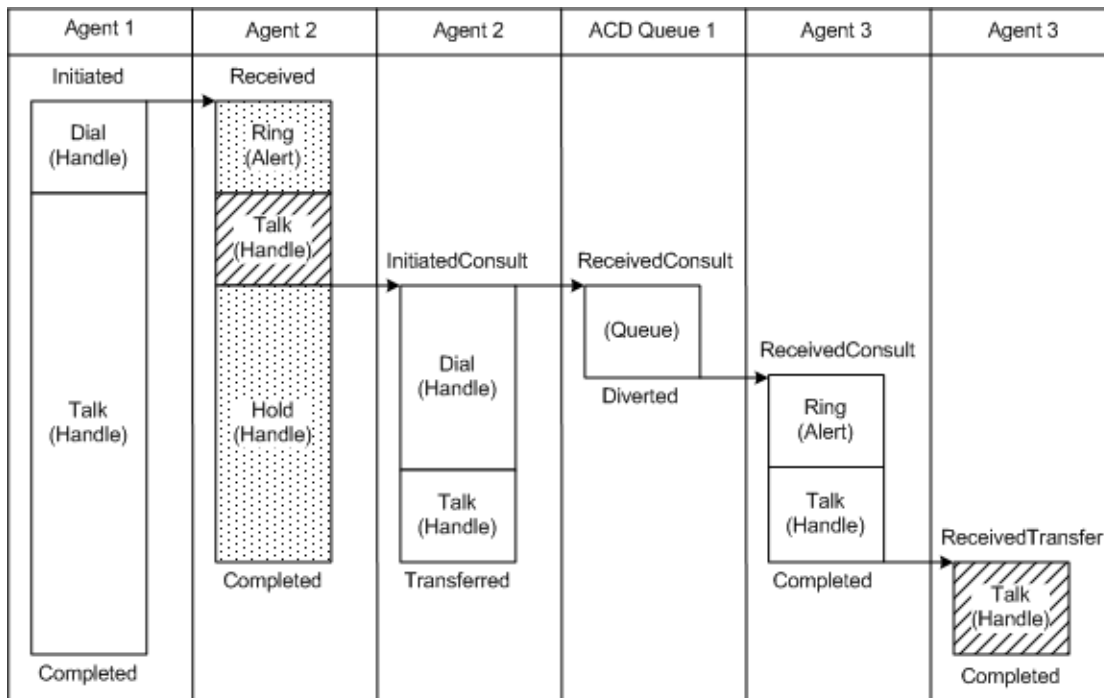 Agent 1
Agent 2
Agent 2
ACD Queue 1
Agent 3
Agent 3
Initiated
Dial
(Handle)
Talk
(Handle)
Completed
Received
Ring
(Alert)
Talk
(Handle)
Hold
(Handle)
Completed
InitiatedConsult
Dial
(Handle)
Talk
(Handle)
Transferred
ReceivedConsult
(Queue)
Diverted
ReceivedConsult
Ring
(Alert)
Talk
(Handle)
Completed
ReceivedTransfer
Talk
(Handle)
Completed